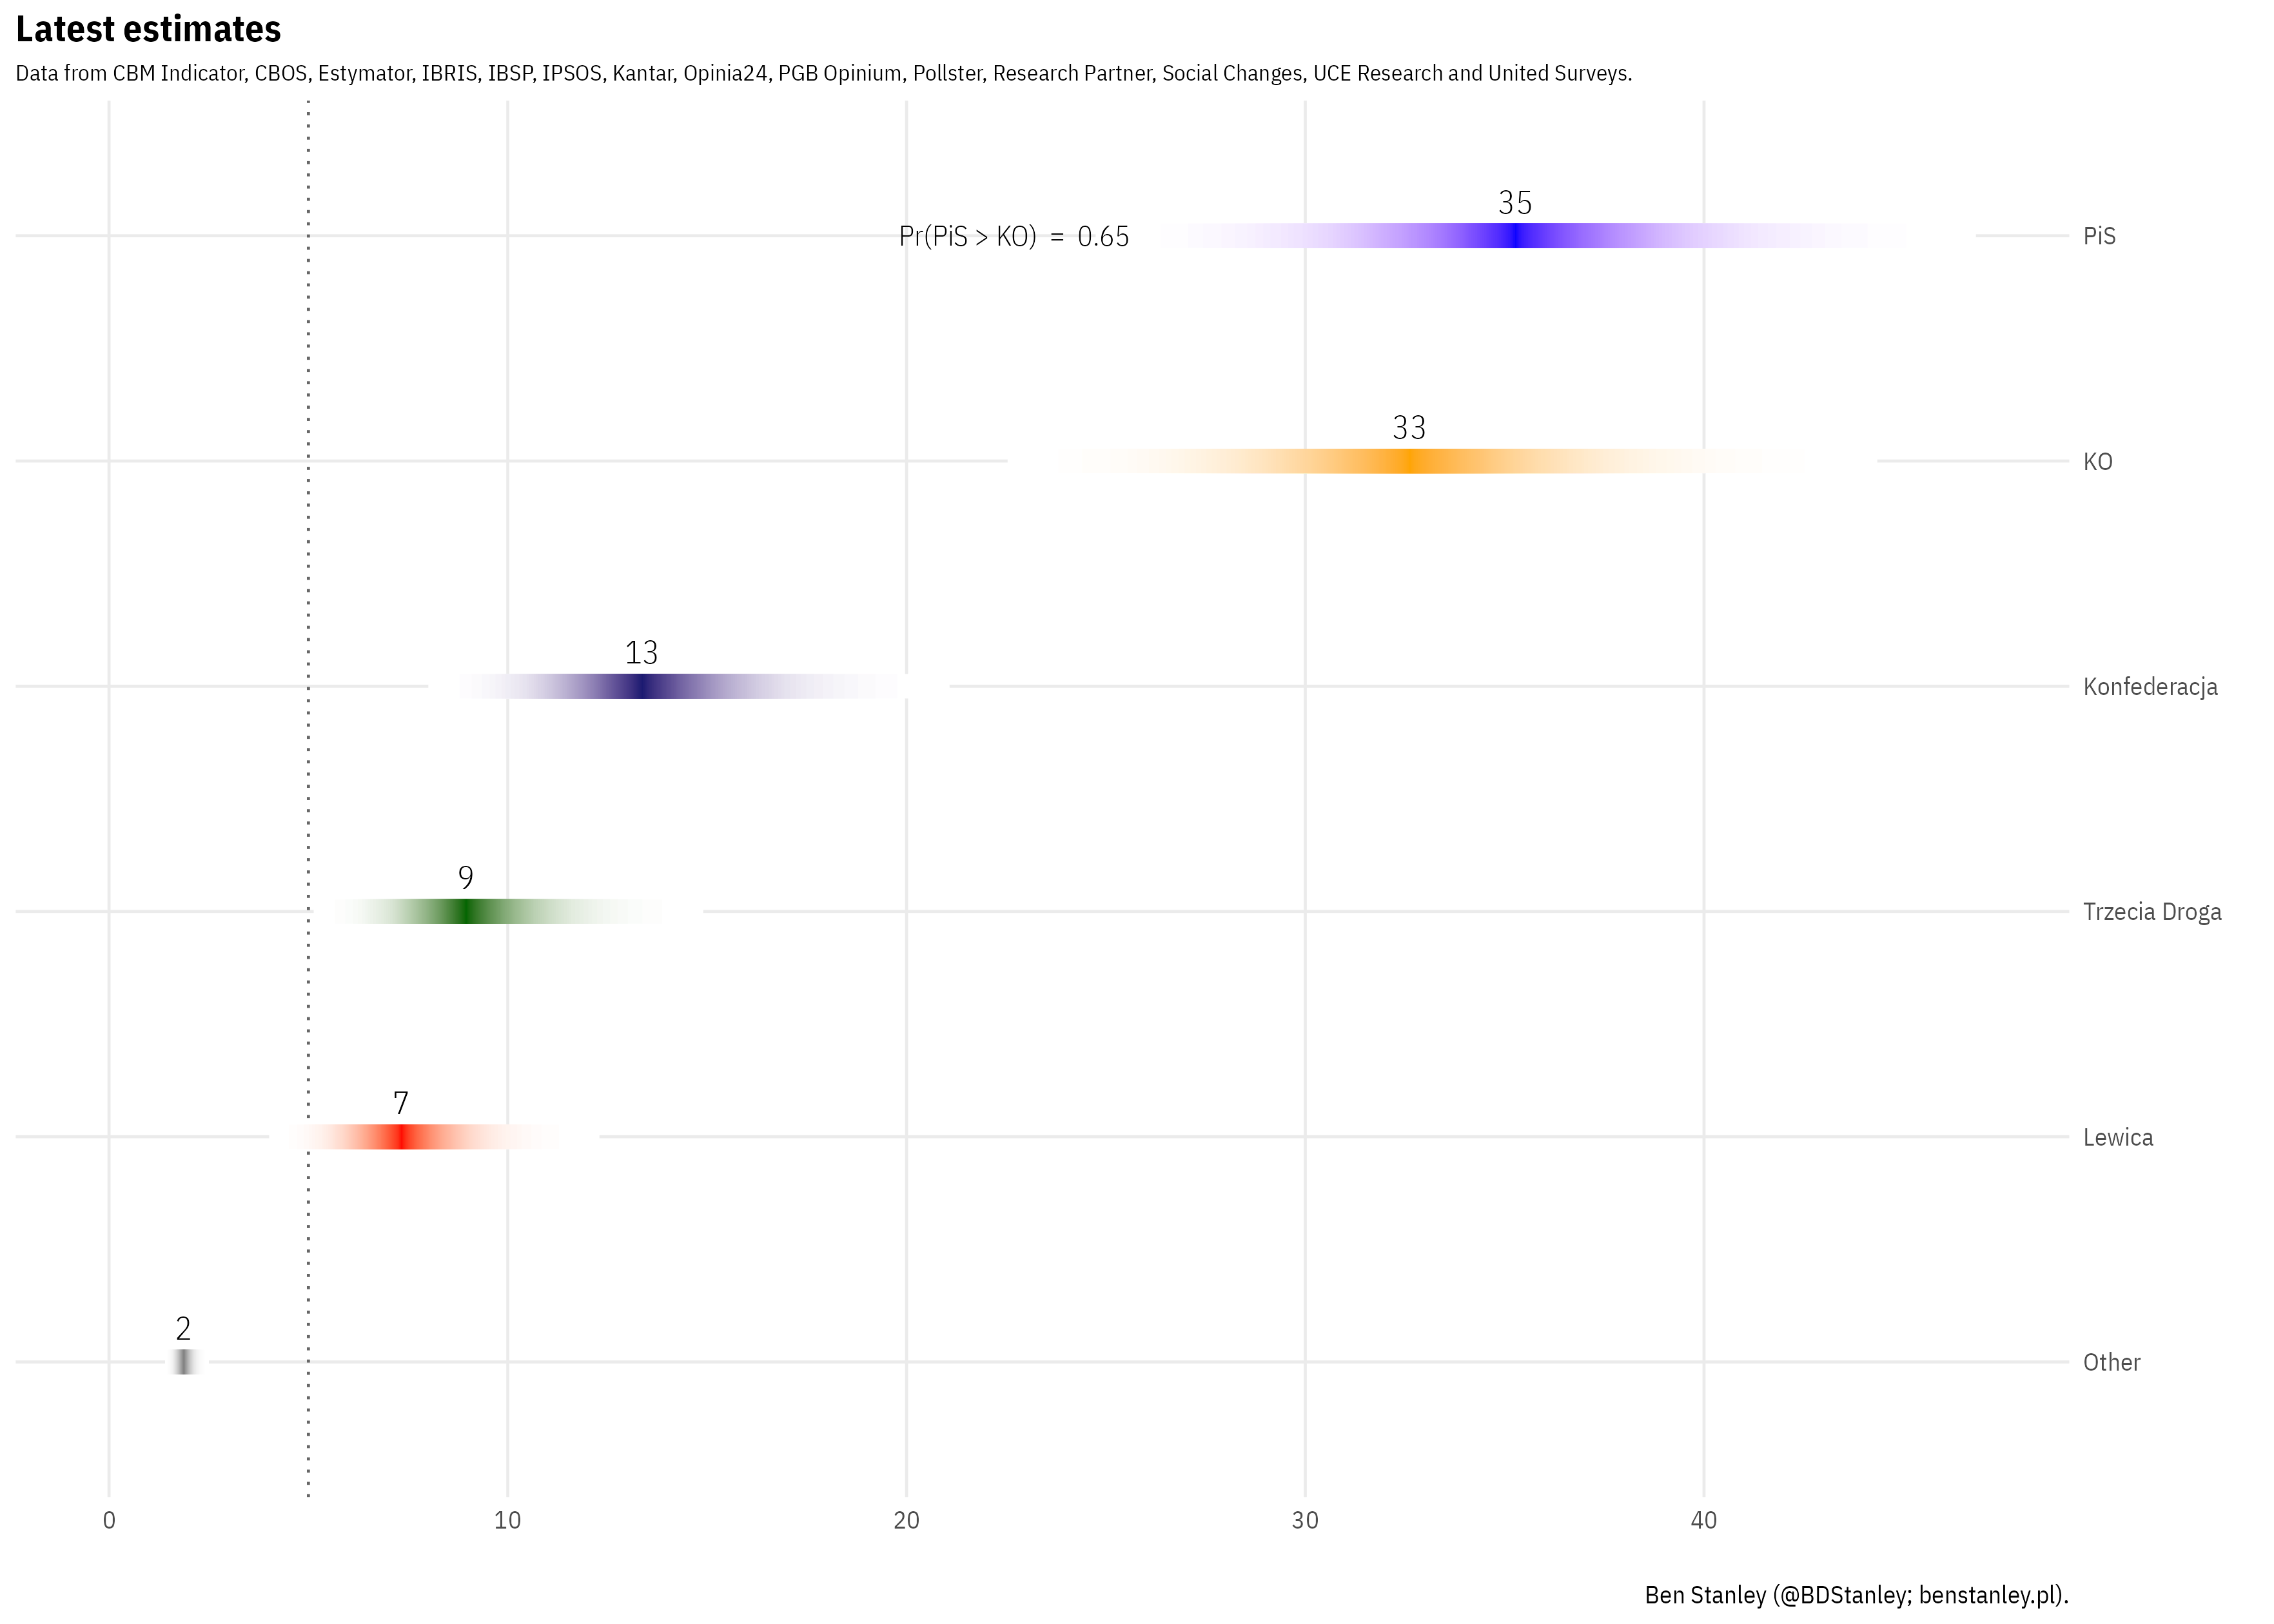 Latest estimates
Data from CBM Indicator, CBOS, Estymator, IBRIS, IBSP, IPSOS, Kantar, Opinia24, PGB Opinium, Pollster, Research Partner, Social Changes, UCE Research and United Surveys.
35
Pr(PiS > KO) = 0.65
PiS
33
KO
13
Konfederacja
9
Trzecia Droga
7
Lewica
2
Other
0 10 20 30 40
Ben Stanley (@BDStanley; benstanley.pl).